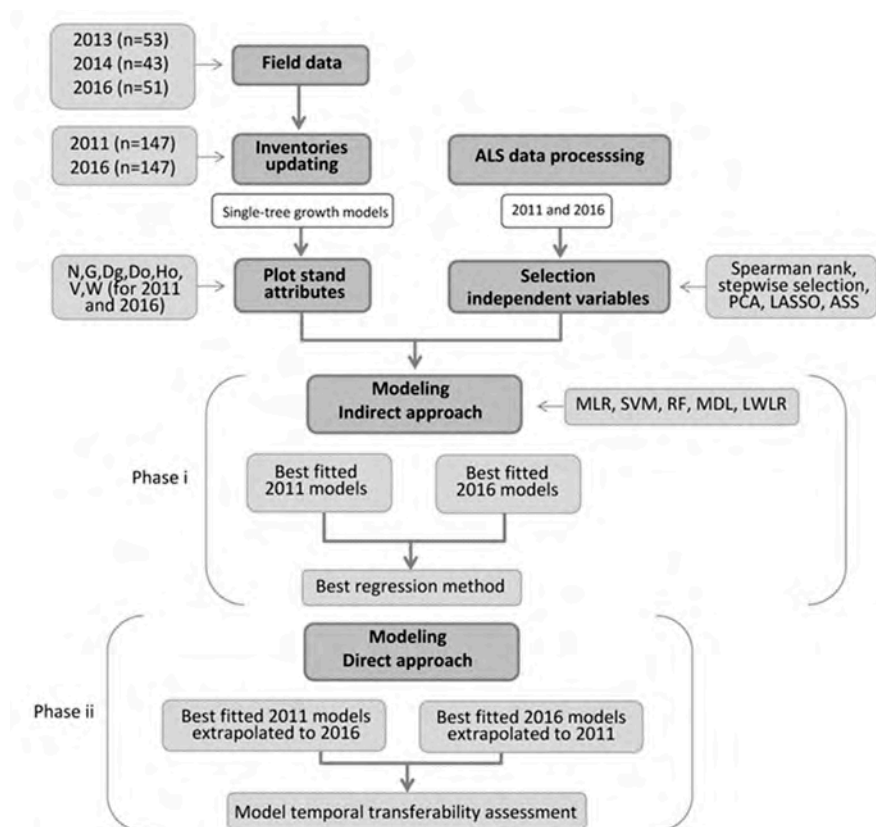 2013 (n=53)
2014 (n=43)
2016 (n=51)
Field data
2011 (n=147)
2016 (n=147)
Inventories
updating
ALS data processsing
Single-tree growth models
2011 and 2016
N,G,Dg,Do,Ho,
V,W (for 2011
and 2016)
Plot stand
attributes
Selection
independent variables
Spearman rank,
stepwise selection,
PCA, LASSO, ASS
Modeling
Indirect approach
MLR, SVM, RF, MDL, LWLR
Phase i
Best fitted
2011 models
Best fitted
2016 models
Best regression method
Modeling
Direct approach
Phase ii
Best fitted 2011 models
extrapolated to 2016
Best fitted 2016 models
extrapolated to 2011
Model temporal transferability assessment